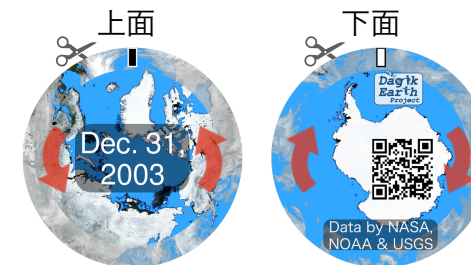 上面
下面
Dagik
Earth
Project
Dec. 31
2003
Data by NASA,
NOAA & USGS